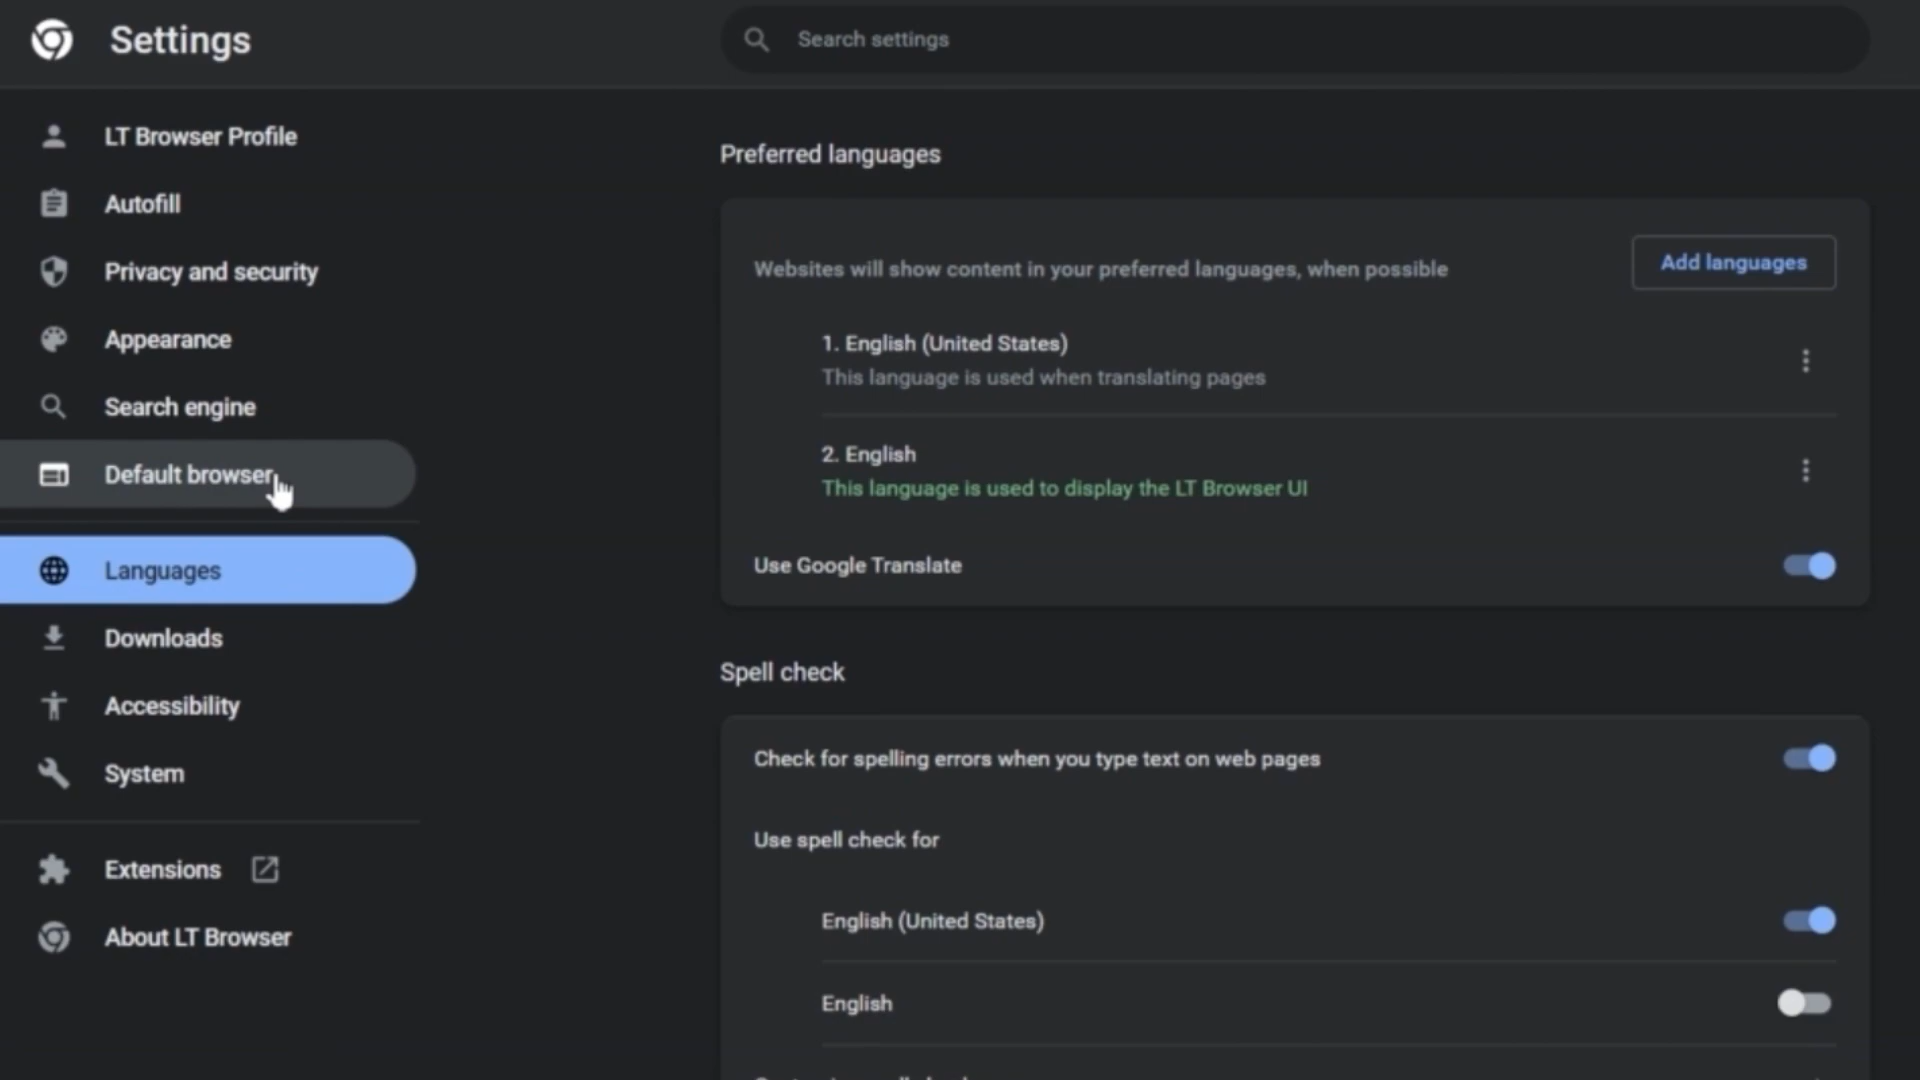 Settings
Search settings
LT Browser Profile
Autofill
Privacy and security
Appearance
Search engine
Default browser
Languages
Downloads
Accessibility
System
Extensions
About LT Browser
Preferred languages
Websites will show content in your preferred languages, when possible
Add languages
1. English (United States)
This language is used when translating pages
2. English
This language is used to display the LT Browser UI
Use Google Translate
Spell check
Check for spelling errors when you type text on web pages
Use spell check for
English (United States)
English